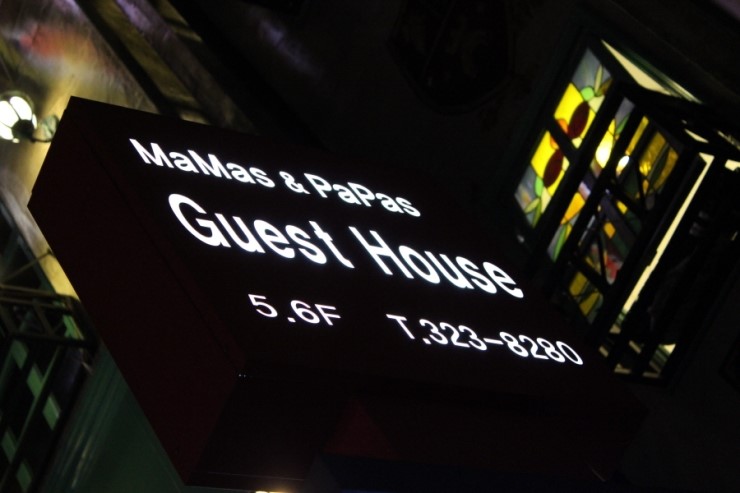 MaMas & PaPas
Guest House
5.6F T.323-8280